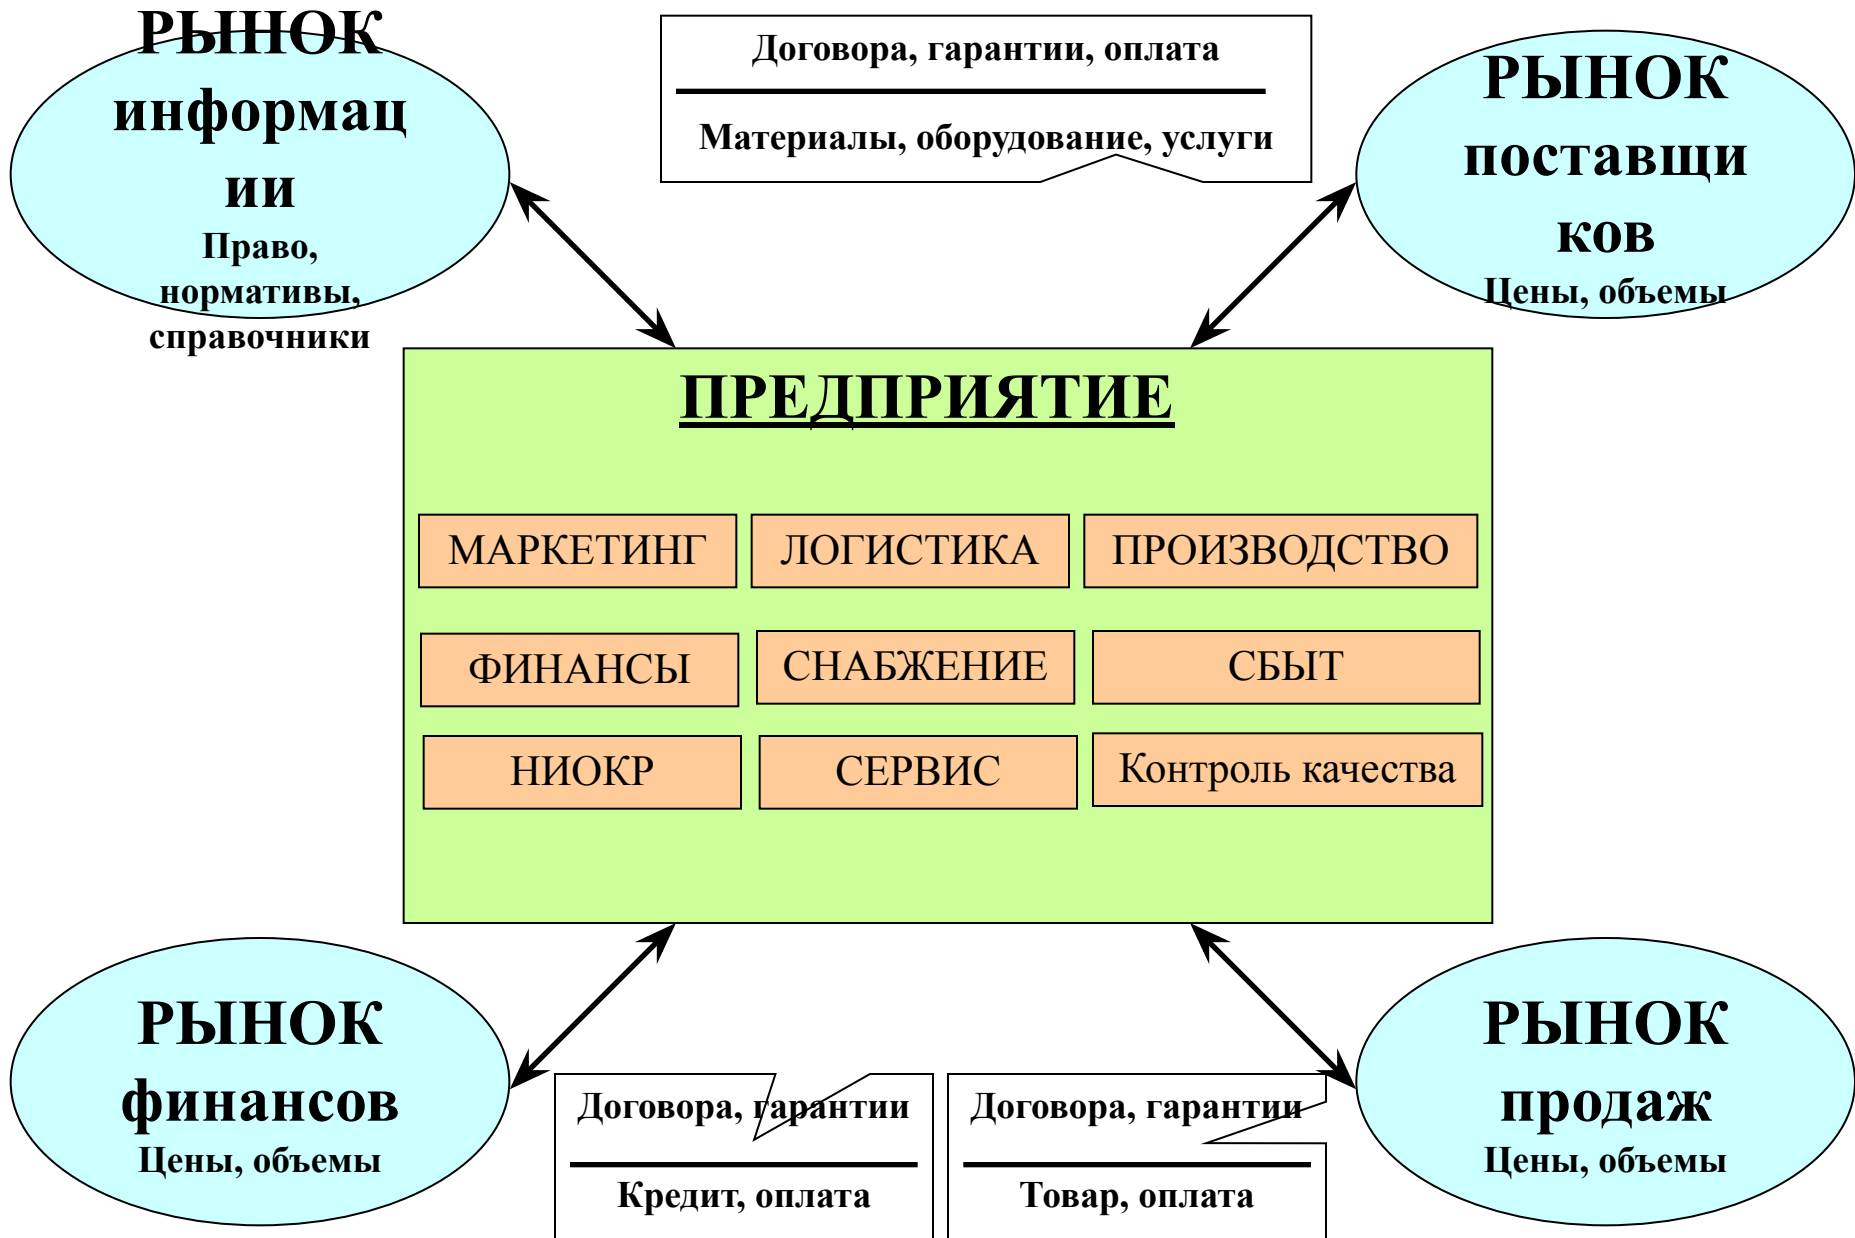 РЫНОК
информац
ии
Право,
нормативы,
справочники
Договора, гарантии, оплата
Материалы, оборудование, услуги
РЫНОК
поставщи
ков
Цены, объемы
ПРЕДПРИЯТИЕ
МАРКЕТИНГ
ЛОГИСТИКА
ПРОИЗВОДСТВО
ФИНАНСЫ
СНАБЖЕНИЕ
СБЫТ
НИОКР
СЕРВИС
Контроль качества
РЫНОК
финансов
Цены, объемы
Договора, гарантии
Кредит, оплата
Договора, гарантии
Товар, оплата
РЫНОК
продаж
Цены, объемы